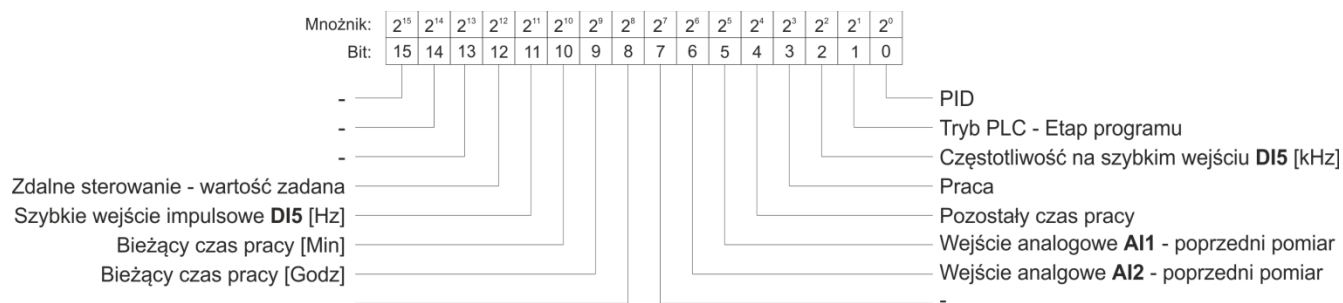 Mnożnik: 2¹⁵ 2¹⁴ 2¹³ 2¹² 2¹¹ 2¹⁰ 2⁹ 2⁸ 2⁷ 2⁶ 2⁵ 2⁴ 2³ 2² 2¹ 2⁰
Bit: 15 14 13 12 11 10 9 8 7 6 5 4 3 2 1 0
-
-
-
Zdalne sterowanie - wartość zadana
Szybkie wejście impulsowe DI5 [Hz]
Bieżący czas pracy [Min]
Bieżący czas pracy [Godz]
PID
Tryb PLC - Etap programu
Częstotliwość na szybkim wejściu DI5 [kHz]
Praca
Pozostały czas pracy
Wejście analogowe AI1 - poprzedni pomiar
Wejście analgowe AI2 - poprzedni pomiar
-